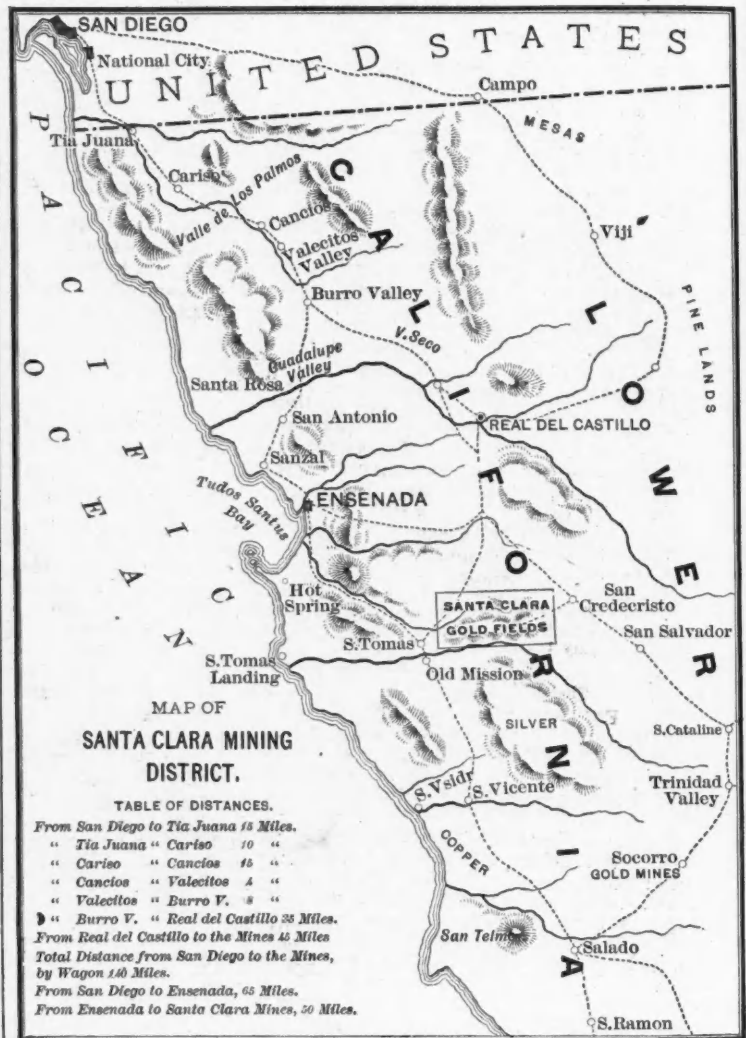 SAN DIEGO
National City
UNITED STATES
Campo
MESAS
Tia Juana
Cariso
Valle de Los Palmos
Cancios
Valecitos
Valley
Viji
Burro Valley
PINE LANDS
V. Seco
Guadalupe
Valley
Santa Rosa
San Antonio
REAL DEL CASTILLO
Sanzal
Tudos Santus
Bay
ENSENADA
PACIFIC
OCEAN
LOWER
CALIFORNIA
Hot
Spring
SANTA CLARA
GOLD FIELDS
San
Credecristo
S. Tomas
San Salvador
S. Tomas
Landing
Old Mission
SILVER
S. Cataline
S. Vsidr
S. Vicente
Trinidad
Valley
COPPER
Socorro
GOLD MINES
San Telmo
Salado
S. Ramon
MAP OF
SANTA CLARA MINING
DISTRICT.
TABLE OF DISTANCES.
From San Diego to Tia Juana 15 Miles.
“ Tia Juana “ Cariso 10 “
“ Cariso “ Cancios 15 “
“ Cancios “ Valecitos 4 “
“ Valecitos “ Burro V. 8 “
“ Burro V. “ Real del Castillo 35 Miles.
From Real del Castillo to the Mines 45 Miles
Total Distance from San Diego to the Mines,
by Wagon 140 Miles.
From San Diego to Ensenada, 65 Miles.
From Ensenada to Santa Clara Mines, 50 Miles.